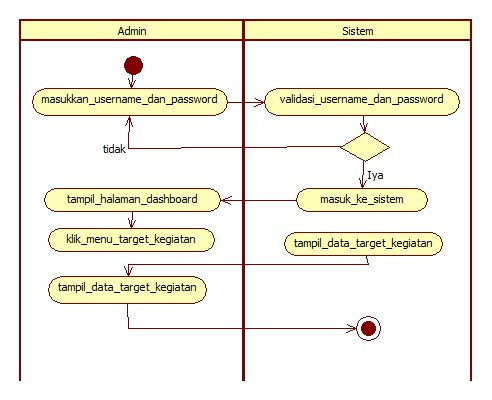 Admin
Sistem
masukkan_username_dan_password
validasi_username_dan_password
tidak
Iya
tampil_halaman_dashboard
masuk_ke_sistem
klik_menu_target_kegiatan
tampil_data_target_kegiatan
tampil_data_target_kegiatan